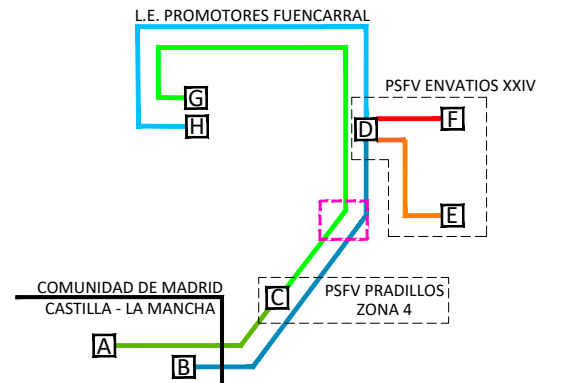 L.E. PROMOTORES FUENCARRAL
PSFV ENVATIOS XXIV
G
F
H
D
E
COMUNIDAD DE MADRID
CASTILLA - LA MANCHA
C
PSFV PRADILLOS
ZONA 4
A
B